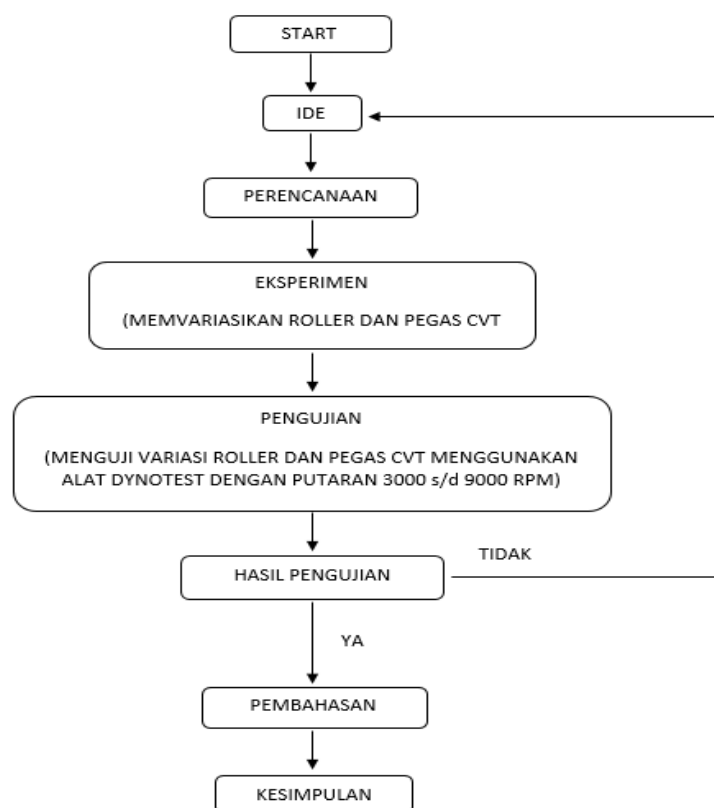 START
IDE
PERENCANAAN
EKSPERIMEN
(MEMVARIASIKAN ROLLER DAN PEGAS CVT
PENGUJIAN
(MENGUJI VARIASI ROLLER DAN PEGAS CVT MENGGUNAKAN
ALAT DYNOTEST DENGAN PUTARAN 3000 s/d 9000 RPM)
HASIL PENGUJIAN
TIDAK
YA
PEMBAHASAN
KESIMPULAN